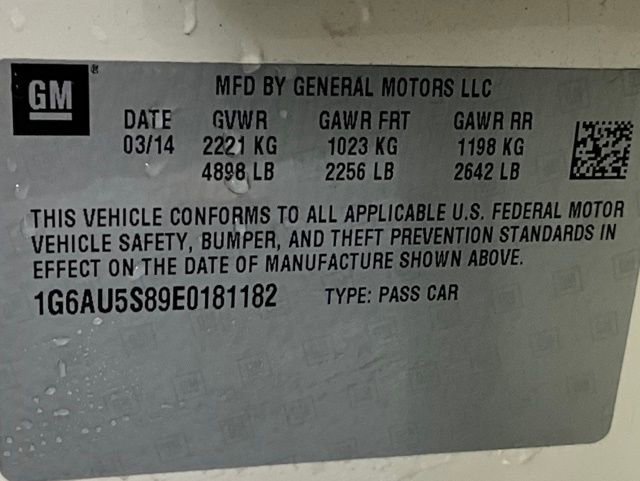 GM ®
MFD BY GENERAL MOTORS LLC
DATE GVWR GAWR FRT GAWR RR
03/14 2221 KG 1023 KG 1198 KG
4898 LB 2256 LB 2642 LB
THIS VEHICLE CONFORMS TO ALL APPLICABLE U.S. FEDERAL MOTOR
VEHICLE SAFETY, BUMPER, AND THEFT PREVENTION STANDARDS IN
EFFECT ON THE DATE OF MANUFACTURE SHOWN ABOVE.
1G6AU5S89E0181182 TYPE: PASS CAR